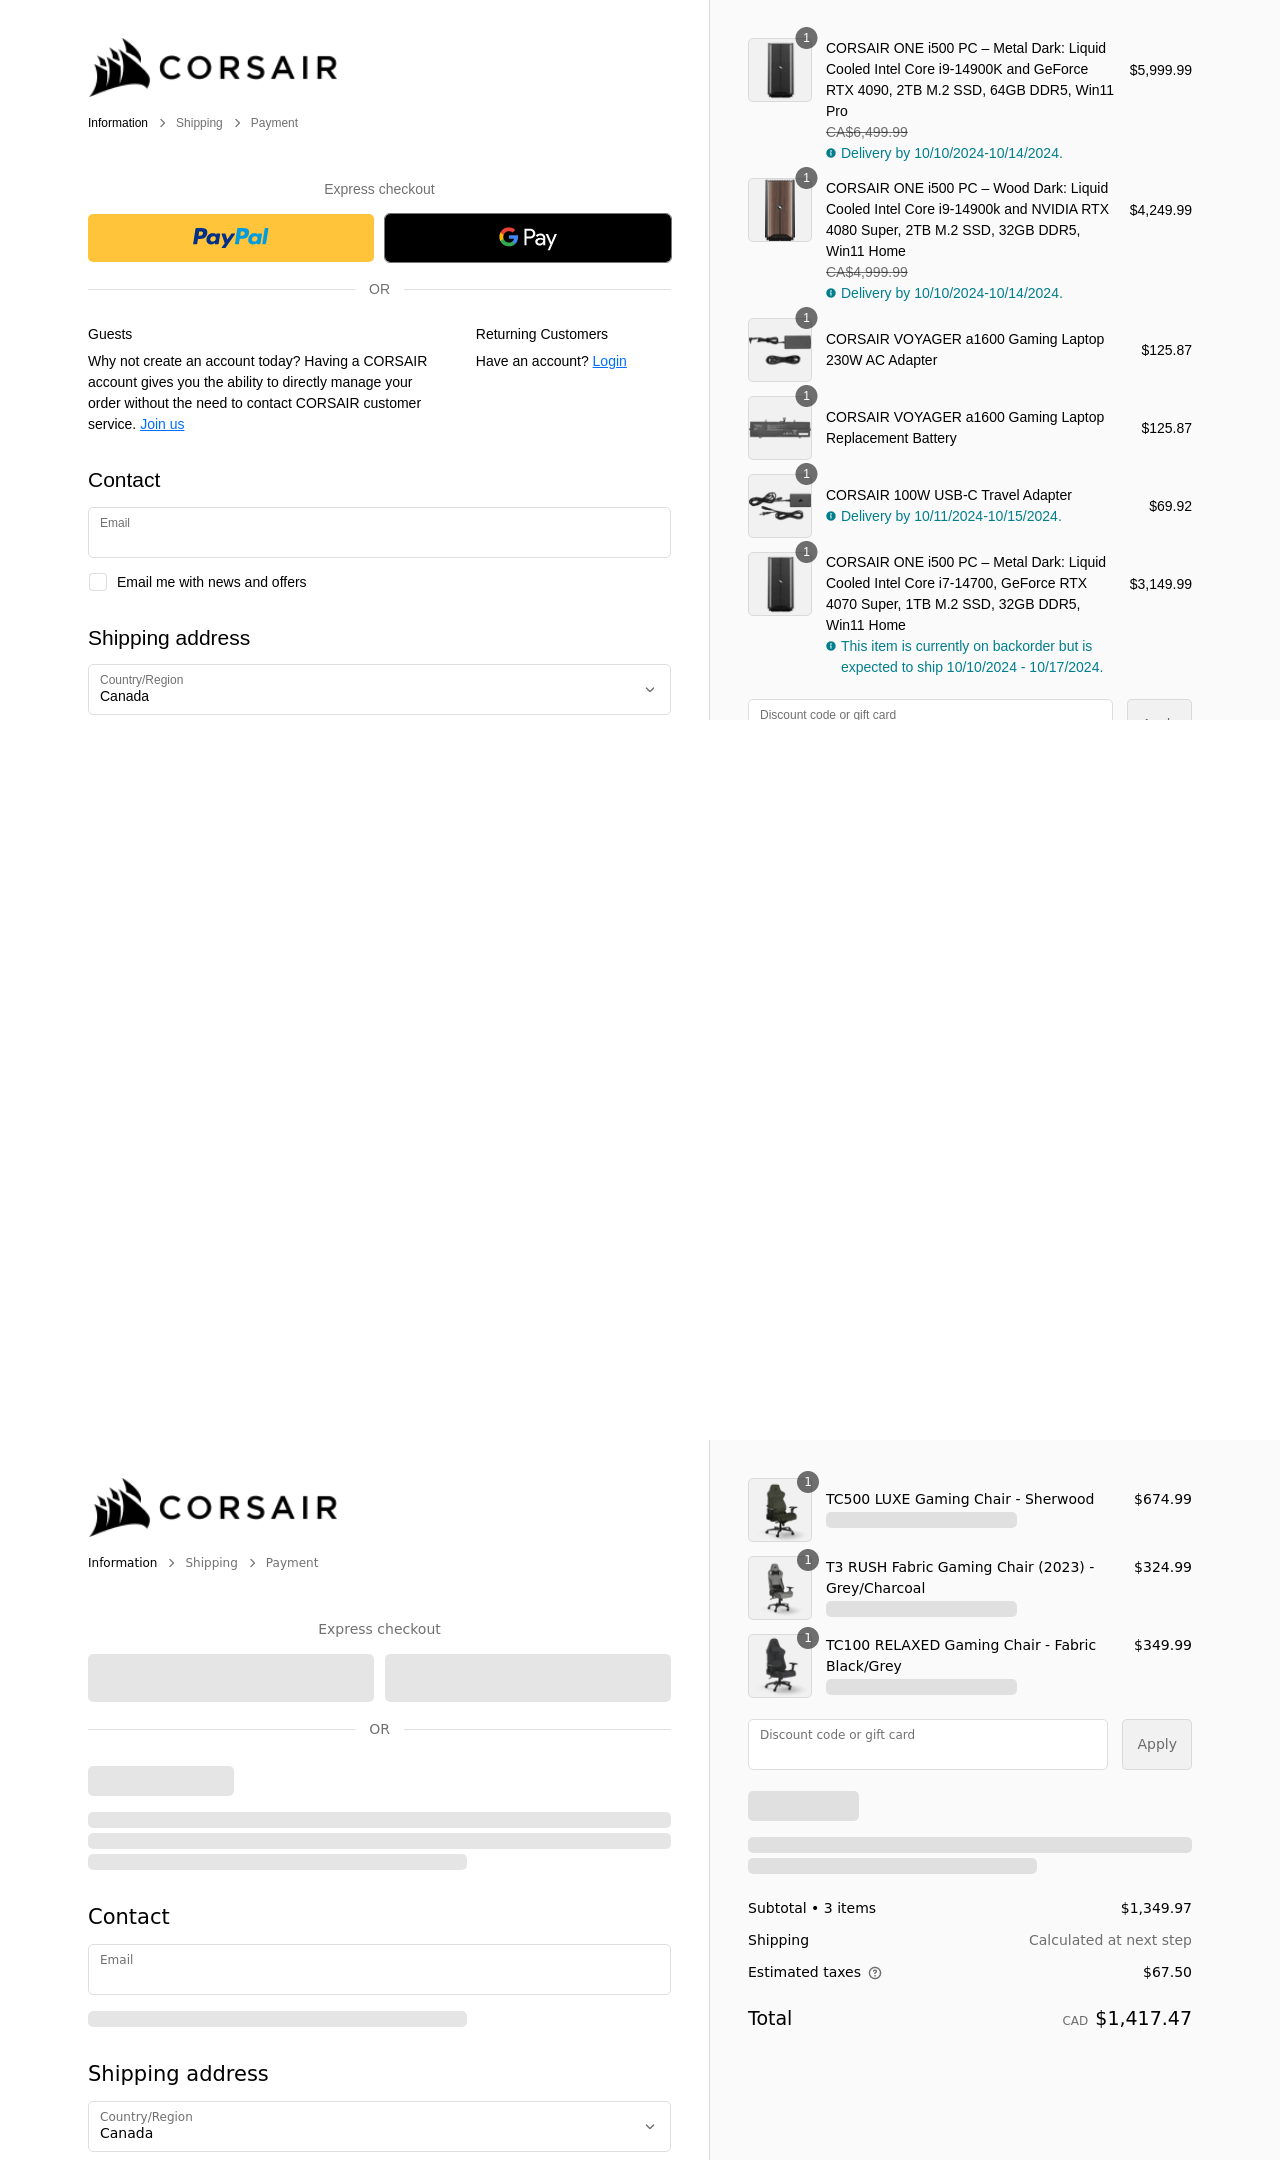 CORSAIR
Information
Shipping
Payment
Express checkout
PayPal
G Pay
OR
Guests
Why not create an account today? Having a CORSAIR
account gives you the ability to directly manage your
order without the need to contact CORSAIR customer
service. Join us
Returning Customers
Have an account? Login
Contact
Email
Email me with news and offers
Shipping address
Country/Region
Canada
1
CORSAIR ONE i500 PC – Metal Dark: Liquid
Cooled Intel Core i9-14900K and GeForce
RTX 4090, 2TB M.2 SSD, 64GB DDR5, Win11
Pro
CA$6,499.99
Delivery by 10/10/2024-10/14/2024.
$5,999.99
1
CORSAIR ONE i500 PC – Wood Dark: Liquid
Cooled Intel Core i9-14900k and NVIDIA RTX
4080 Super, 2TB M.2 SSD, 32GB DDR5,
Win11 Home
CA$4,999.99
Delivery by 10/10/2024-10/14/2024.
$4,249.99
1
CORSAIR VOYAGER a1600 Gaming Laptop
230W AC Adapter
$125.87
1
CORSAIR VOYAGER a1600 Gaming Laptop
Replacement Battery
$125.87
1
CORSAIR 100W USB-C Travel Adapter
Delivery by 10/11/2024-10/15/2024.
$69.92
1
CORSAIR ONE i500 PC – Metal Dark: Liquid
Cooled Intel Core i7-14700, GeForce RTX
4070 Super, 1TB M.2 SSD, 32GB DDR5,
Win11 Home
This item is currently on backorder but is
expected to ship 10/10/2024 - 10/17/2024.
$3,149.99
Discount code or gift card
CORSAIR
Information
Shipping
Payment
Express checkout
OR
Contact
Email
Shipping address
Country/Region
Canada
1
TC500 LUXE Gaming Chair - Sherwood
$674.99
1
T3 RUSH Fabric Gaming Chair (2023) -
Grey/Charcoal
$324.99
1
TC100 RELAXED Gaming Chair - Fabric
Black/Grey
$349.99
Discount code or gift card
Apply
Subtotal • 3 items
$1,349.97
Shipping
Calculated at next step
Estimated taxes
$67.50
Total
CAD $1,417.47